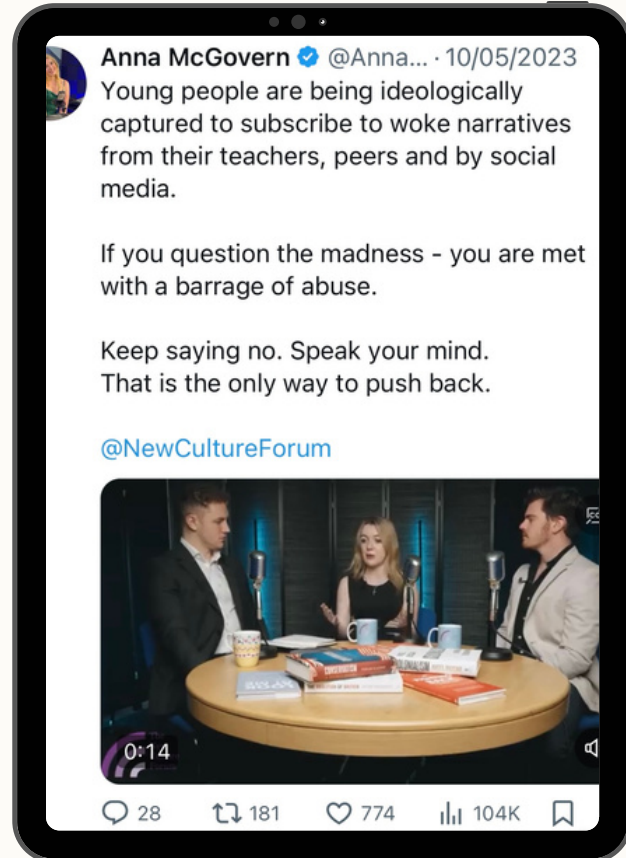 Anna McGovern @Anna... · 10/05/2023
Young people are being ideologically
captured to subscribe to woke narratives
from their teachers, peers and by social
media.
If you question the madness - you are met
with a barrage of abuse.
Keep saying no. Speak your mind.
That is the only way to push back.
@NewCultureForum
CONSERVATISM
COLONIALISM
0:14
28 181 774 104K